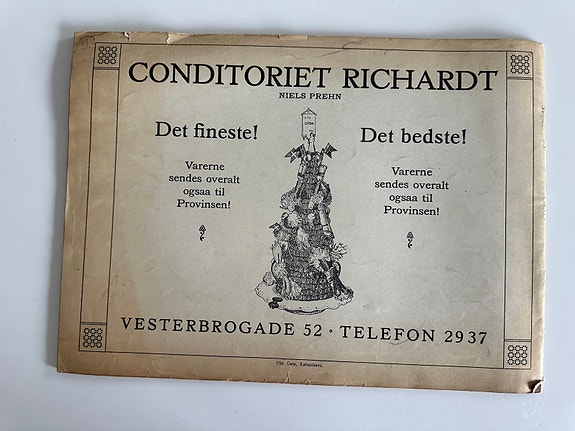 CONDITORIET RICHARDT
NIELS PREHN
Det fineste!
Varerne
sendes overalt
ogsaa til
Provinsen!
Det bedste!
Varerne
sendes overalt
ogsaa til
Provinsen!
VESTERBROGADE 52 · TELEFON 2937
København.